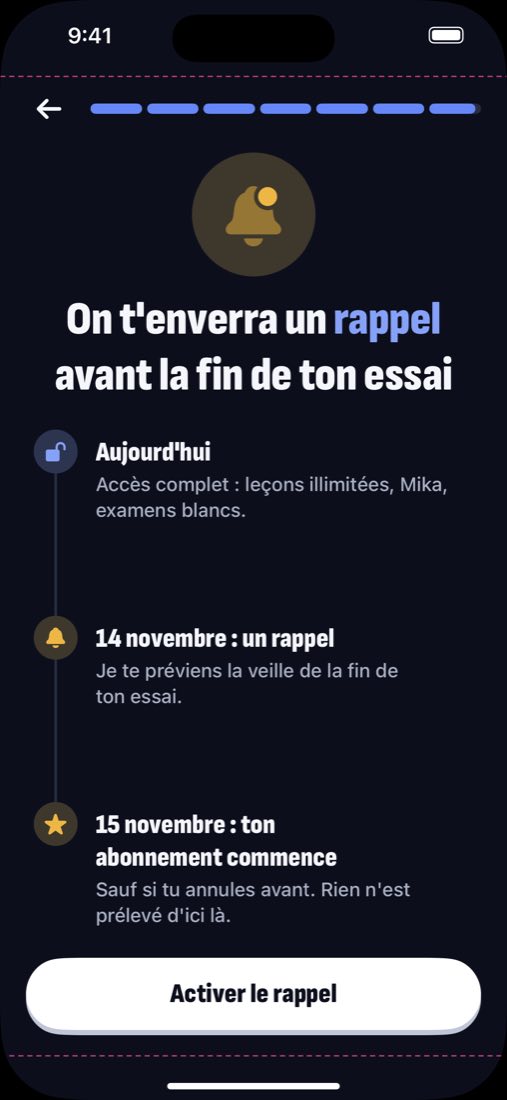 9:41
On t'enverra un rappel
avant la fin de ton essai
Aujourd'hui
Accès complet : leçons illimitées, Mika,
examens blancs.
14 novembre : un rappel
Je te préviens la veille de la fin de
ton essai.
15 novembre : ton
abonnement commence
Sauf si tu annules avant. Rien n'est
prélevé d'ici là.
Activer le rappel